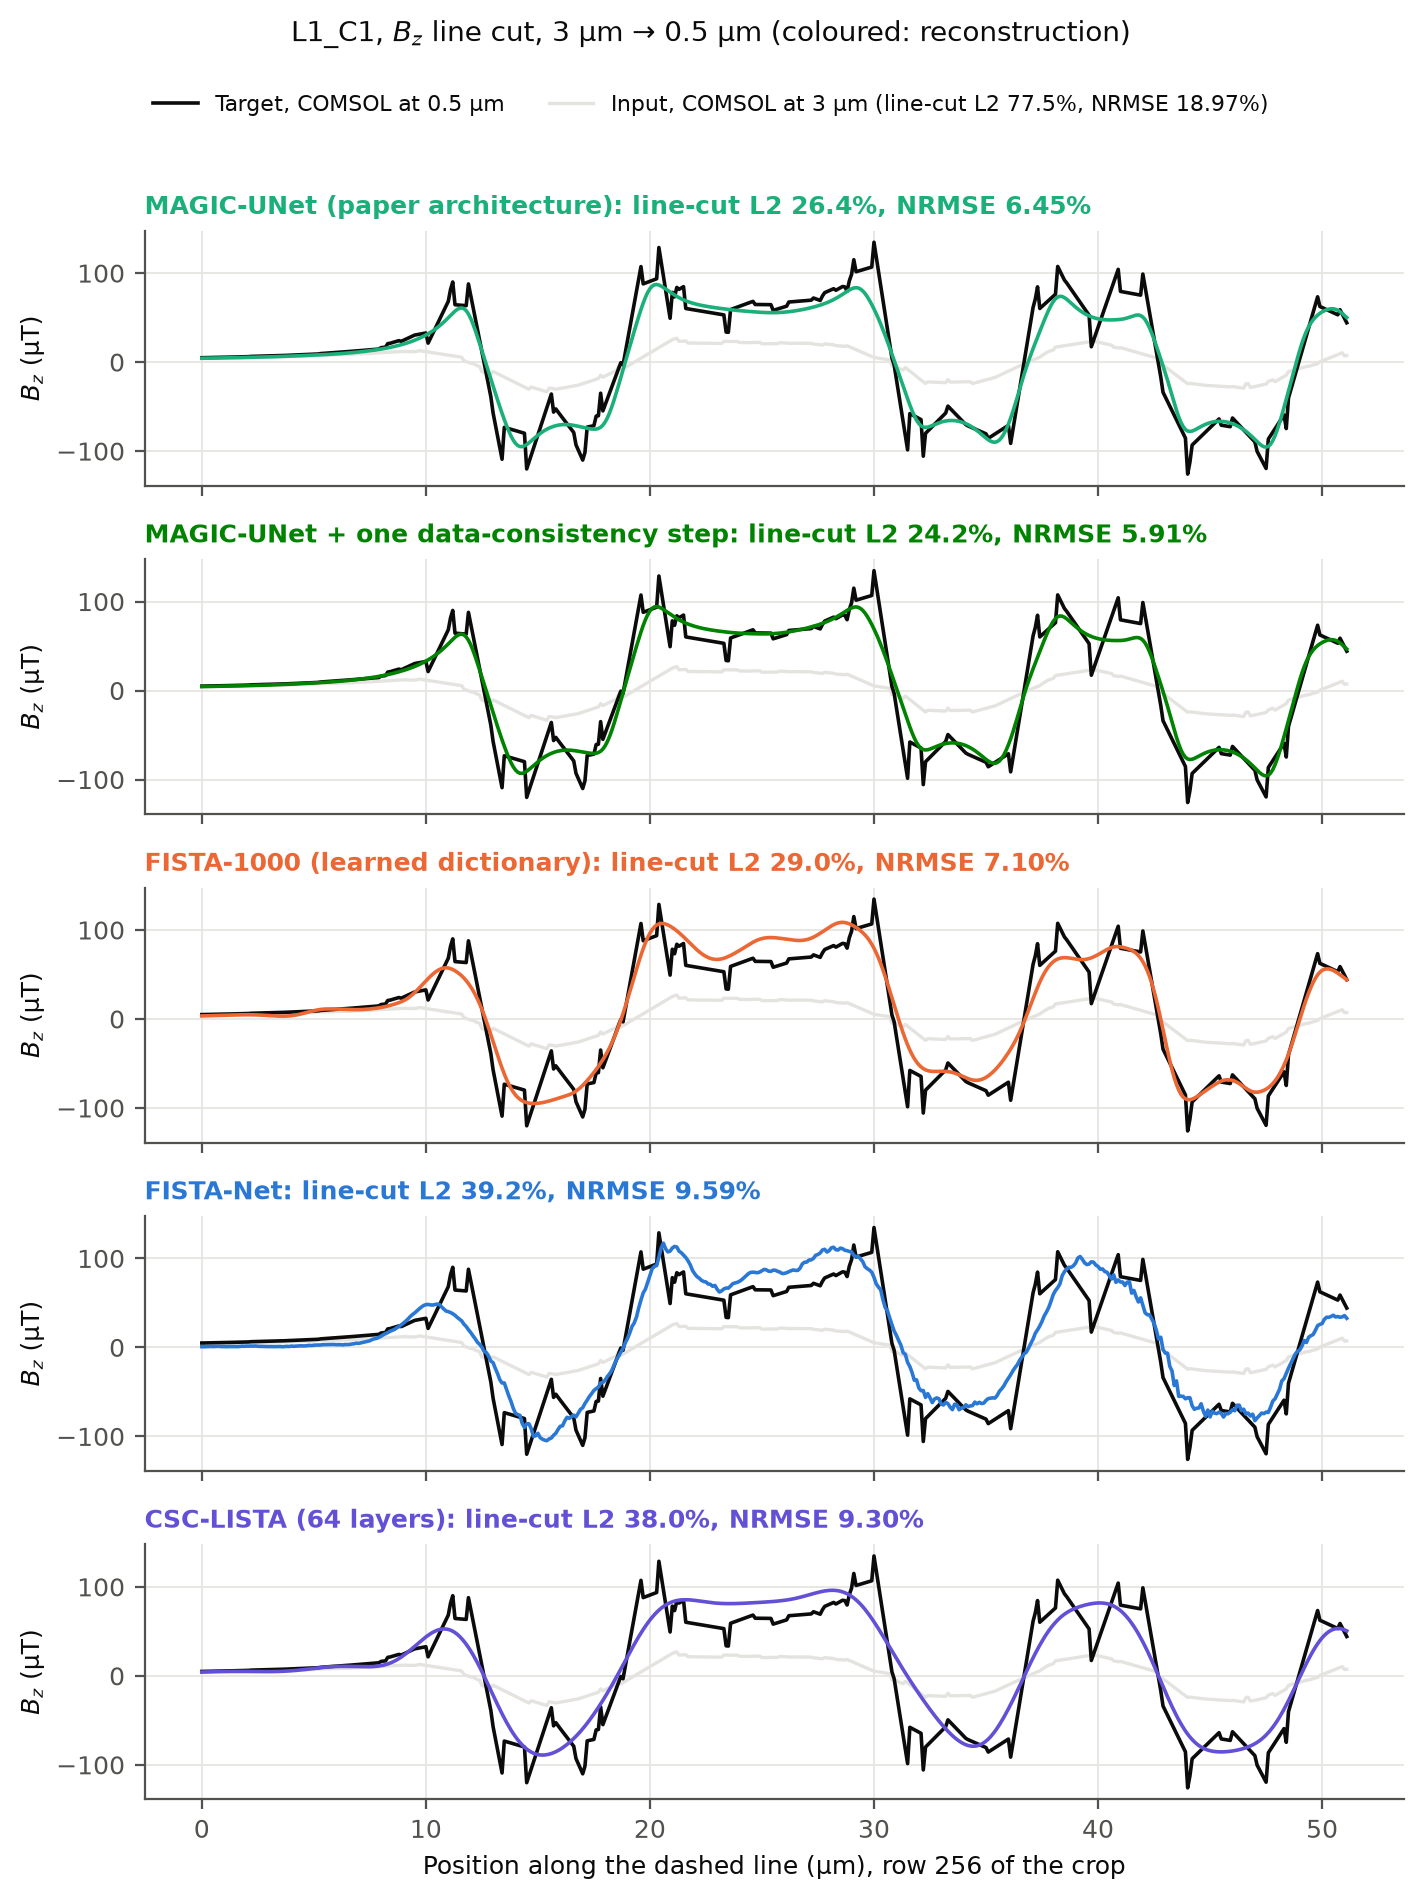 L1_C1, B_z line cut, 3 µm → 0.5 µm (coloured: reconstruction)
Target, COMSOL at 0.5 µm
Input, COMSOL at 3 µm (line-cut L2 77.5%, NRMSE 18.97%)
MAGIC-UNet (paper architecture): line-cut L2 26.4%, NRMSE 6.45%
B_z (µT)
100
0
−100
MAGIC-UNet + one data-consistency step: line-cut L2 24.2%, NRMSE 5.91%
B_z (µT)
100
0
−100
FISTA-1000 (learned dictionary): line-cut L2 29.0%, NRMSE 7.10%
B_z (µT)
100
0
−100
FISTA-Net: line-cut L2 39.2%, NRMSE 9.59%
B_z (µT)
100
0
−100
CSC-LISTA (64 layers): line-cut L2 38.0%, NRMSE 9.30%
B_z (µT)
100
0
−100
0 10 20 30 40 50
Position along the dashed line (µm), row 256 of the crop